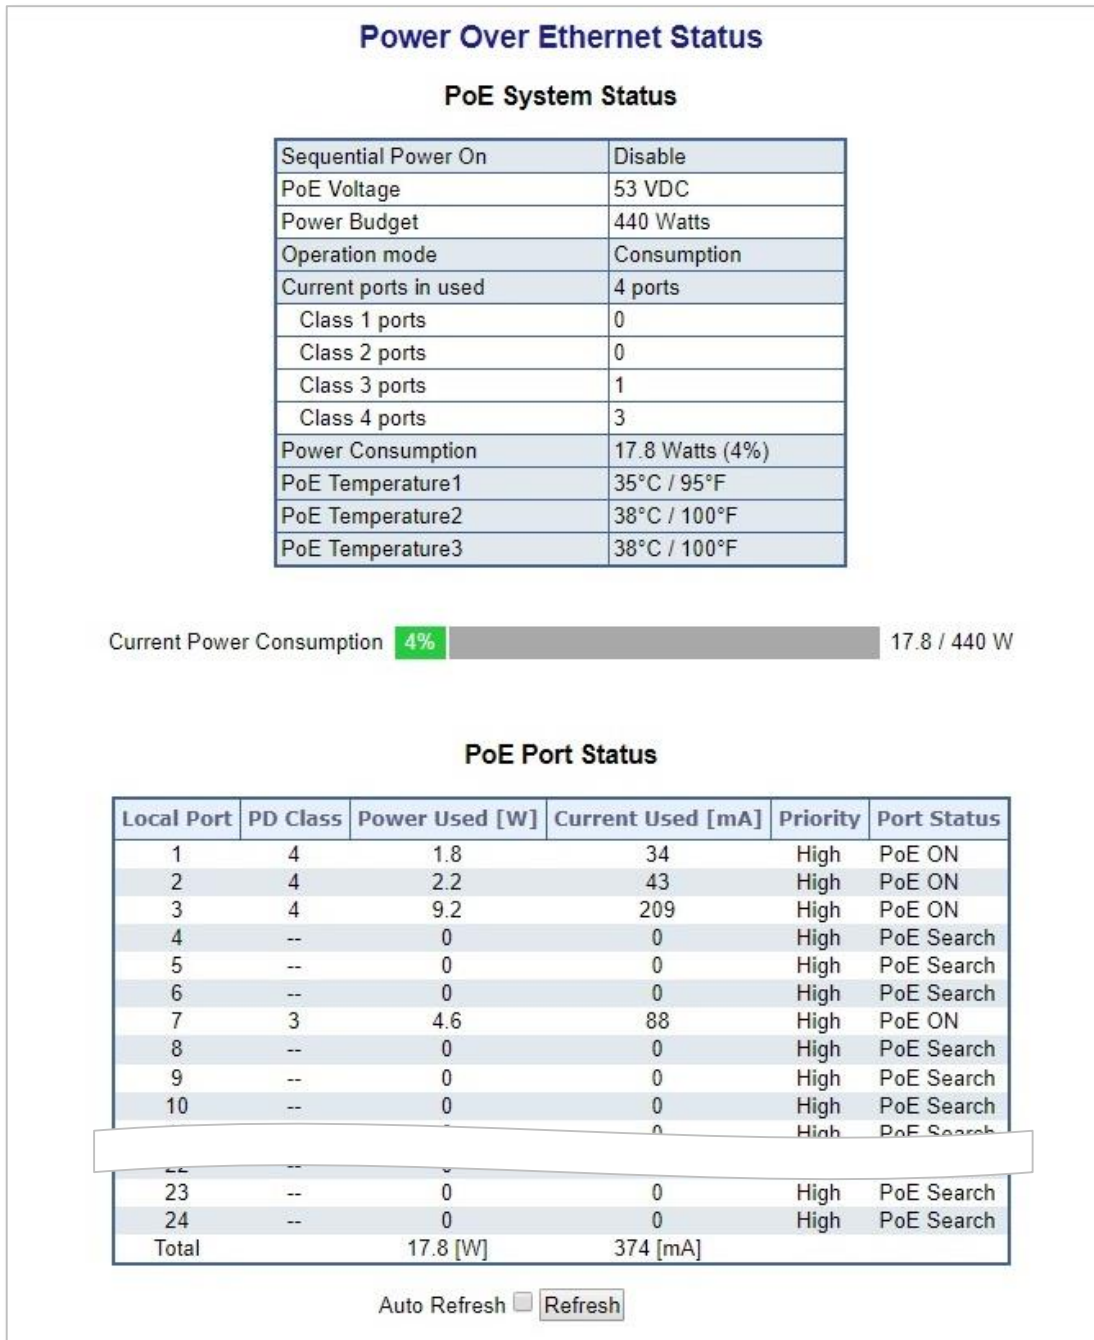 Power Over Ethernet Status
PoE System Status
Sequential Power On Disable
PoE Voltage 53 VDC
Power Budget 440 Watts
Operation mode Consumption
Current ports in used 4 ports
Class 1 ports 0
Class 2 ports 0
Class 3 ports 1
Class 4 ports 3
Power Consumption 17.8 Watts (4%)
PoE Temperature1 35°C / 95°F
PoE Temperature2 38°C / 100°F
PoE Temperature3 38°C / 100°F
Current Power Consumption 4% 17.8 / 440 W
PoE Port Status
Local Port PD Class Power Used [W] Current Used [mA] Priority Port Status
1 4 1.8 34 High PoE ON
2 4 2.2 43 High PoE ON
3 4 9.2 209 High PoE ON
4 -- 0 0 High PoE Search
5 -- 0 0 High PoE Search
6 -- 0 0 High PoE Search
7 3 4.6 88 High PoE ON
8 -- 0 0 High PoE Search
9 -- 0 0 High PoE Search
10 -- 0 0 High PoE Search
High PoE Search
23 -- 0 0 High PoE Search
24 -- 0 0 High PoE Search
Total 17.8 [W] 374 [mA]
Auto Refresh Refresh